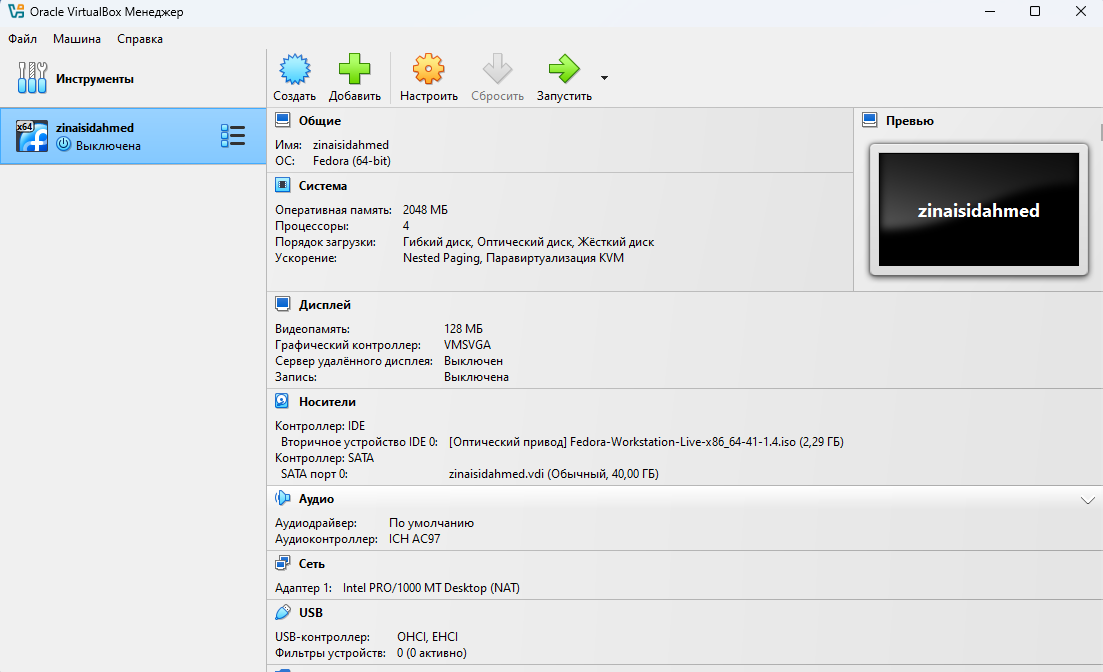 Oracle VirtualBox Менеджер
Файл Машина Справка
Инструменты
Создать Добавить Настроить Сбросить Запустить
x64
zinaisidahmed
Выключена
Общие
Имя: zinaisidahmed
ОС: Fedora (64-bit)
Превью
zinaisidahmed
Система
Оперативная память: 2048 МБ
Процессоры: 4
Порядок загрузки: Гибкий диск, Оптический диск, Жёсткий диск
Ускорение: Nested Paging, Паравиртуализация KVM
Дисплей
Видеопамять: 128 МБ
Графический контроллер: VMSVGA
Сервер удалённого дисплея: Выключен
Запись: Выключена
Носители
Контроллер: IDE
Вторичное устройство IDE 0: [Оптический привод] Fedora-Workstation-Live-x86_64-41-1.4.iso (2,29 ГБ)
Контроллер: SATA
SATA порт 0: zinaisidahmed.vdi (Обычный, 40,00 ГБ)
Аудио
Аудиодрайвер: По умолчанию
Аудиоконтроллер: ICH AC97
Сеть
Адаптер 1: Intel PRO/1000 MT Desktop (NAT)
USB
USB-контроллер: OHCI, EHCI
Фильтры устройств: 0 (0 активно)